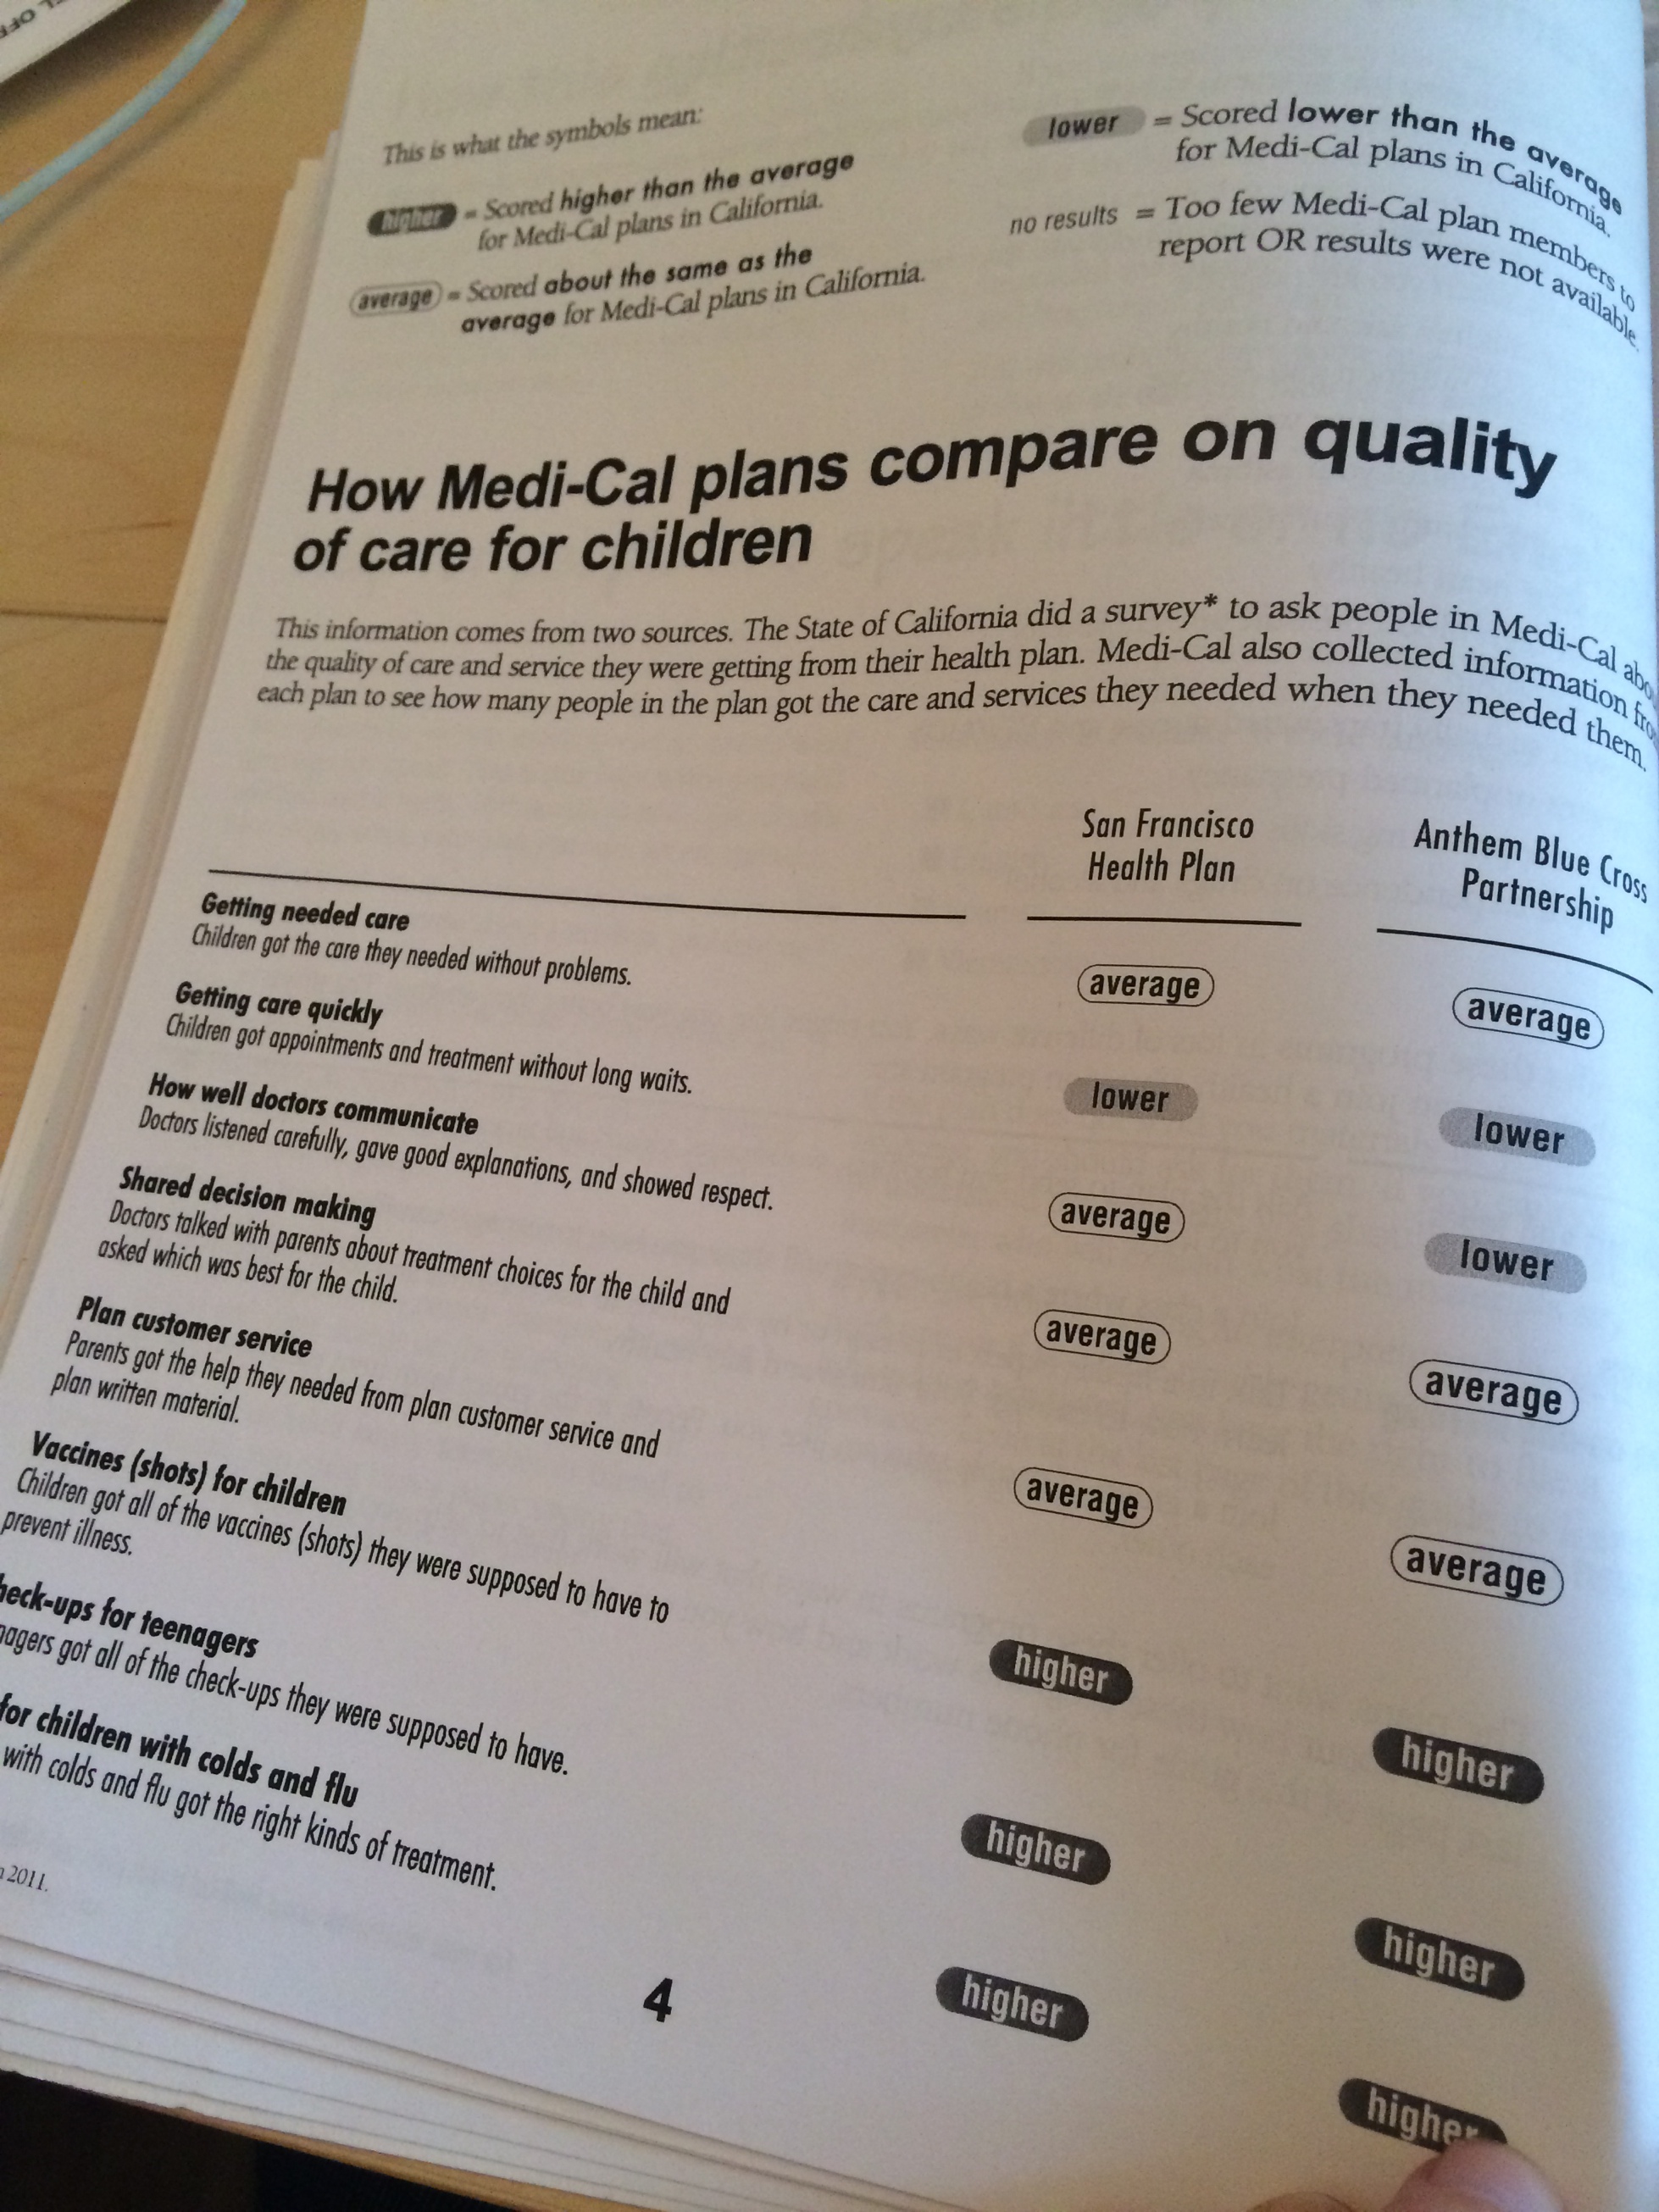 This is what the symbols mean:
higher = Scored higher than the average
for Medi-Cal plans in California.
average = Scored about the same as the
average for Medi-Cal plans in California.
lower = Scored lower than the average
for Medi-Cal plans in California.
no results = Too few Medi-Cal plan members to
report OR results were not available.
How Medi-Cal plans compare on quality
of care for children
This information comes from two sources. The State of California did a survey* to ask people in Medi-Cal abo
the quality of care and service they were getting from their health plan. Medi-Cal also collected information fro
each plan to see how many people in the plan got the care and services they needed when they needed them.
San Francisco
Health Plan
Anthem Blue Cross
Partnership
Getting needed care
Children got the care they needed without problems.
average
average
Getting care quickly
Children got appointments and treatment without long waits.
lower
lower
How well doctors communicate
Doctors listened carefully, gave good explanations, and showed respect.
average
lower
Shared decision making
Doctors talked with parents about treatment choices for the child and
asked which was best for the child.
average
average
Plan customer service
Parents got the help they needed from plan customer service and
plan written material.
average
average
Vaccines (shots) for children
Children got all of the vaccines (shots) they were supposed to have to
prevent illness.
higher
higher
heck-ups for teenagers
nagers got all of the check-ups they were supposed to have.
higher
higher
for children with colds and flu
with colds and flu got the right kinds of treatment.
higher
higher
2011.
4